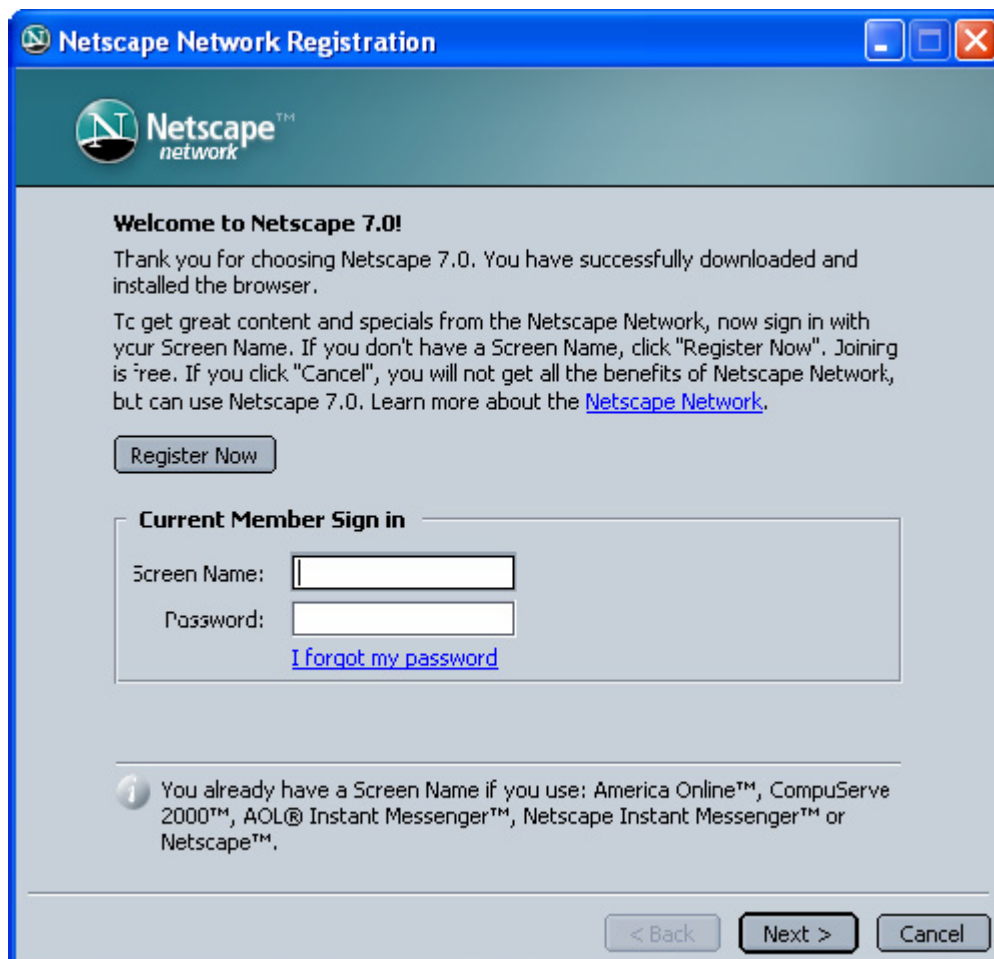 Netscape Network Registration
Netscape™
network
Welcome to Netscape 7.0!
Thank you for choosing Netscape 7.0. You have successfully downloaded and
installed the browser.
To get great content and specials from the Netscape Network, now sign in with
your Screen Name. If you don't have a Screen Name, click "Register Now". Joining
is free. If you click "Cancel", you will not get all the benefits of Netscape Network,
but can use Netscape 7.0. Learn more about the Netscape Network.
Register Now
Current Member Sign in
Screen Name:
Password:
I forgot my password
You already have a Screen Name if you use: America Online™, CompuServe
2000™, AOL® Instant Messenger™, Netscape Instant Messenger™ or
Netscape™.
< Back Next > Cancel